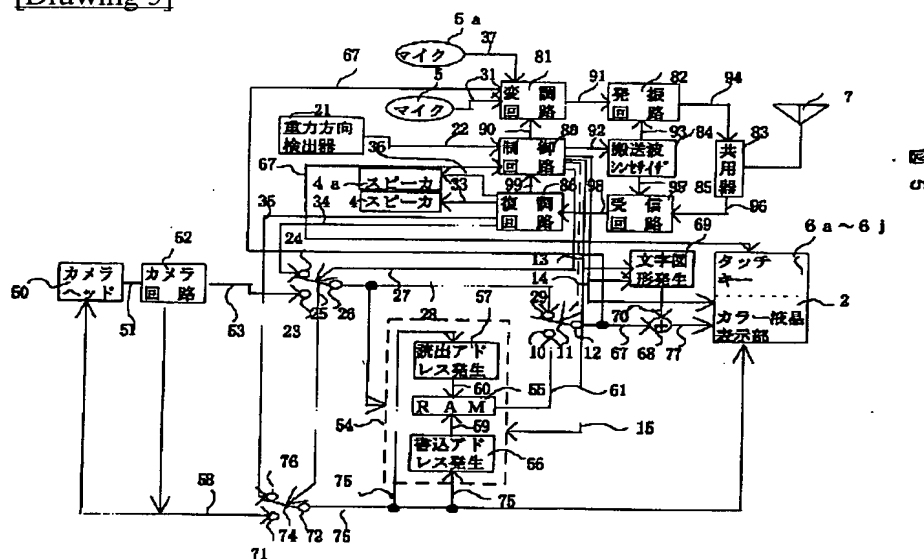 [Drawing 5]
5 a
マイク
37
67
81
82
94
7
5
マイク
31
変調
回路
91
発振
回路
21
重力方向
検出器
22
90
80
制御
回路
92
93
84
搬送波
シンセサイザ
83
共用器
図5
36
67
4 a
スピーカ
4
スピーカ
33
99
86
復調
回路
98
受信
回路
85
96
35
34
24
52
50
カメラ
ヘッド
51
カメラ
回路
53
23
25
26
27
28
57
13
14
69
文字図
形発生
6 a ~ 6 j
タッチ
キー
2
カラー液晶
表示部
29
10
11
12
67
70
68
77
読出アド
レス発生
60
55
61
54
R A M
59
15
書込アド
レス発生
56
76
75
75
58
74
72
75
71